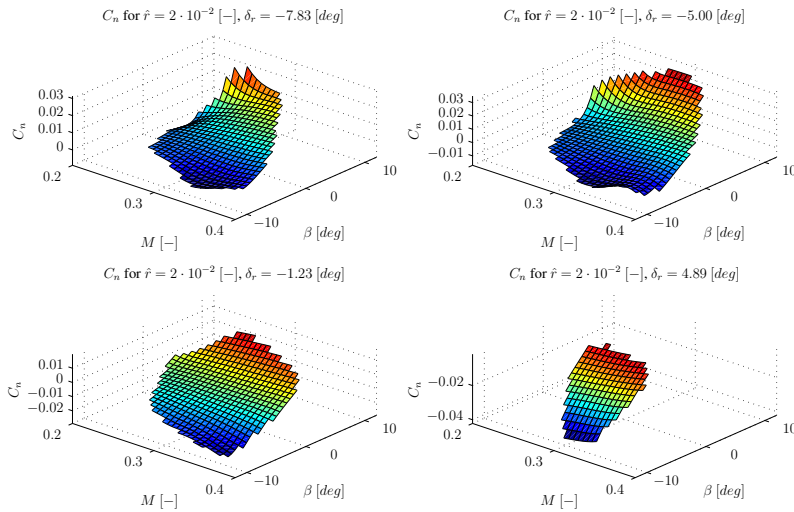 C_n for r̂ = 2 · 10⁻² [−], δ_r = −7.83 [deg]
0.03
0.02
0.01
0
C_n
0.2
0.3
0.4
M [−]
−10
0
10
β [deg]
C_n for r̂ = 2 · 10⁻² [−], δ_r = −5.00 [deg]
0.03
0.02
0.01
0
−0.01
C_n
0.2
0.3
0.4
M [−]
−10
0
10
β [deg]
C_n for r̂ = 2 · 10⁻² [−], δ_r = −1.23 [deg]
0.01
0
−0.01
−0.02
C_n
0.2
0.3
0.4
M [−]
−10
0
10
β [deg]
C_n for r̂ = 2 · 10⁻² [−], δ_r = 4.89 [deg]
−0.02
−0.04
C_n
0.2
0.3
0.4
M [−]
−10
0
10
β [deg]